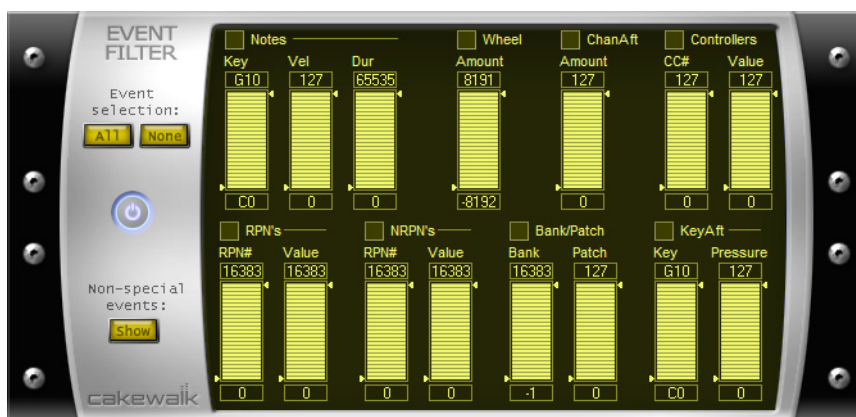 EVENT
FILTER
Event
selection:
All None
Non-special
events:
Show
cakewalk
Notes Wheel ChanAft Controllers
Key Vel Dur Amount Amount CC# Value
G10 127 65535 8191 127 127 127
C0 0 0 -8192 0 0 0
RPN's NRPN's Bank/Patch KeyAft
RPN# Value RPN# Value Bank Patch Key Pressure
16383 16383 16383 16383 16383 127 G10 127
0 0 0 0 -1 0 C0 0